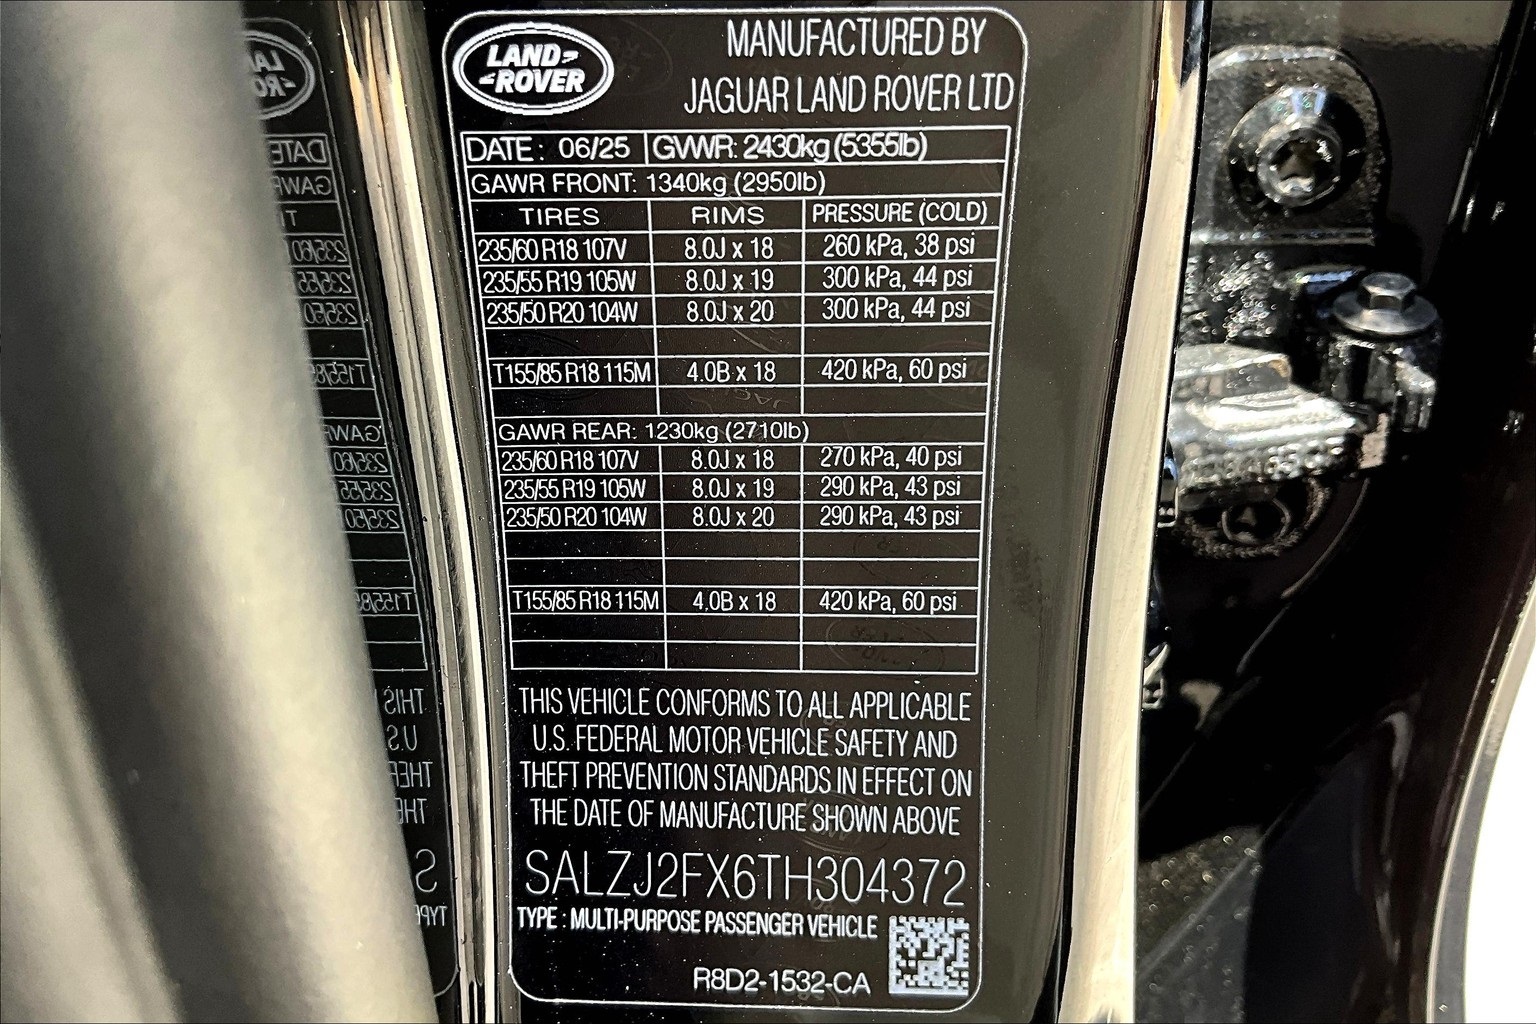 LAND ROVER
MANUFACTURED BY
JAGUAR LAND ROVER LTD
DATE: 06/25 GVWR: 2430kg (5355lb)
GAWR FRONT: 1340kg (2950lb)
TIRES RIMS PRESSURE (COLD)
235/60 R18 107V 8.0J x 18 260 kPa, 38 psi
235/55 R19 105W 8.0J x 19 300 kPa, 44 psi
235/50 R20 104W 8.0J x 20 300 kPa, 44 psi
T155/85 R18 115M 4.0B x 18 420 kPa, 60 psi
GAWR REAR: 1230kg (2710lb)
235/60 R18 107V 8.0J x 18 270 kPa, 40 psi
235/55 R19 105W 8.0J x 19 290 kPa, 43 psi
235/50 R20 104W 8.0J x 20 290 kPa, 43 psi
T155/85 R18 115M 4.0B x 18 420 kPa, 60 psi
THIS VEHICLE CONFORMS TO ALL APPLICABLE
U.S. FEDERAL MOTOR VEHICLE SAFETY AND
THEFT PREVENTION STANDARDS IN EFFECT ON
THE DATE OF MANUFACTURE SHOWN ABOVE
SALZJ2FX6TH304372
TYPE : MULTI-PURPOSE PASSENGER VEHICLE
R8D2-1532-CA